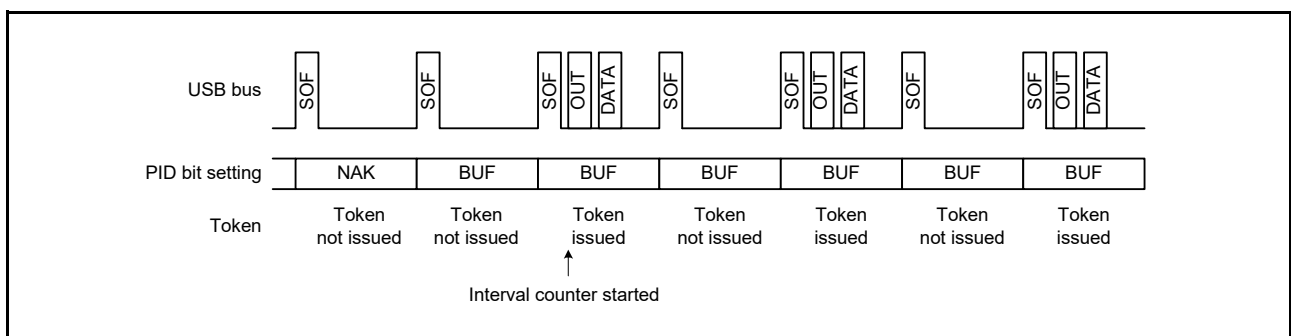 USB bus
SOF SOF SOF OUT DATA SOF SOF OUT DATA SOF SOF OUT DATA
PID bit setting NAK BUF BUF BUF BUF BUF BUF
Token Token Token Token Token Token Token Token
not issued not issued issued not issued issued not issued issued
Interval counter started